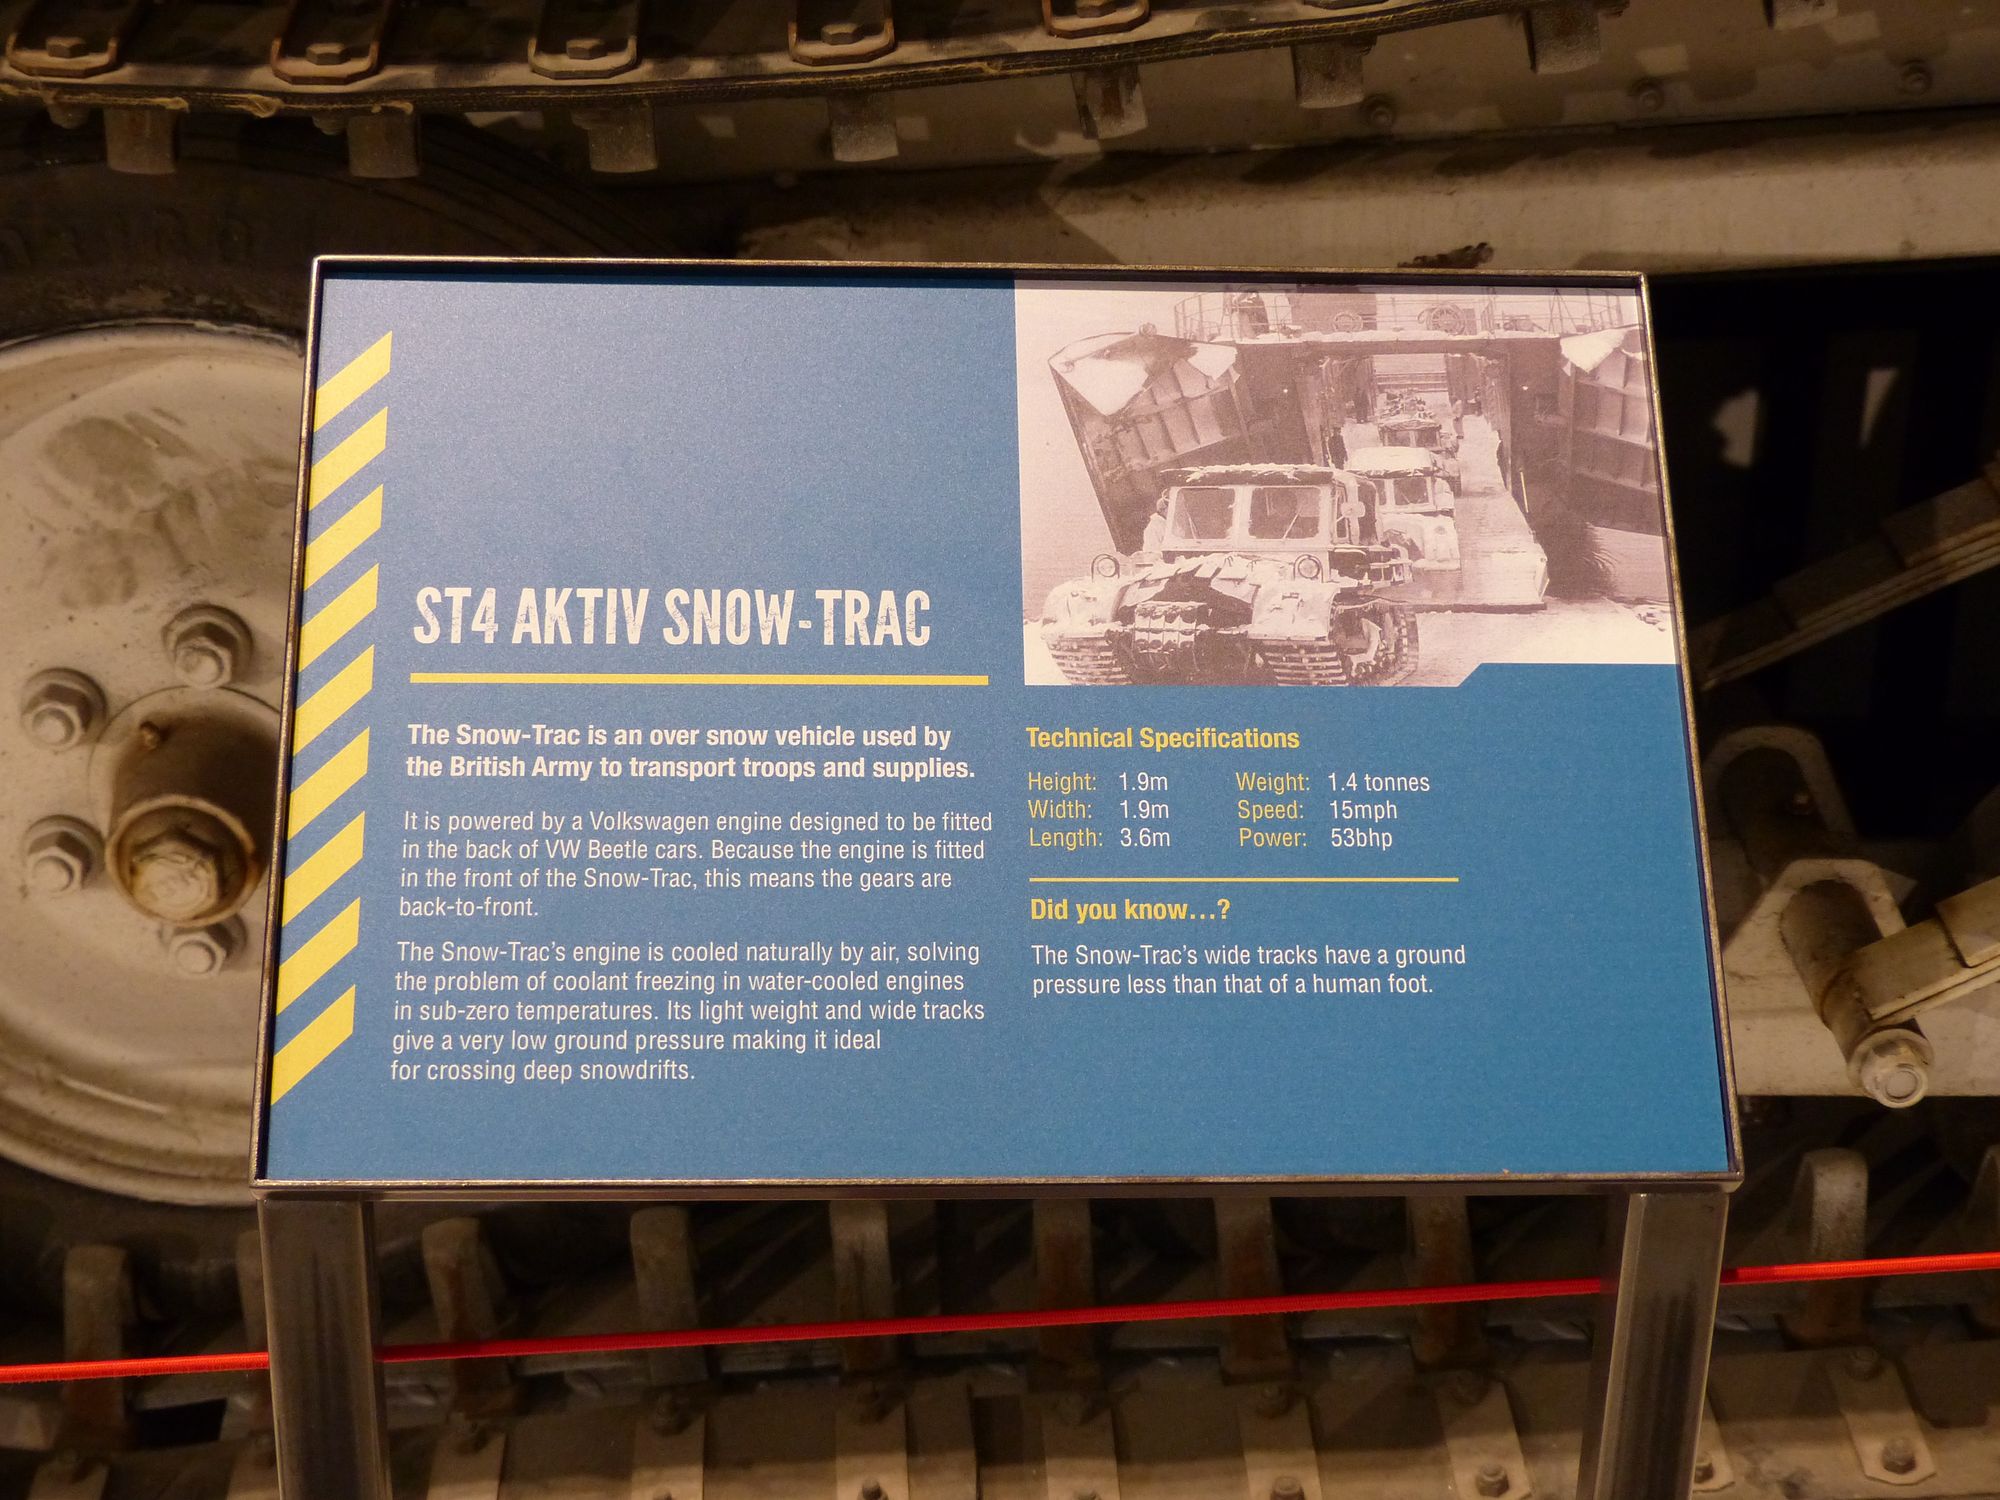 ST4 AKTIV SNOW-TRAC
The Snow-Trac is an over snow vehicle used by
the British Army to transport troops and supplies.
It is powered by a Volkswagen engine designed to be fitted
in the back of VW Beetle cars. Because the engine is fitted
in the front of the Snow-Trac, this means the gears are
back-to-front.
The Snow-Trac's engine is cooled naturally by air, solving
the problem of coolant freezing in water-cooled engines
in sub-zero temperatures. Its light weight and wide tracks
give a very low ground pressure making it ideal
for crossing deep snowdrifts.
Technical Specifications
Height: 1.9m Weight: 1.4 tonnes
Width: 1.9m Speed: 15mph
Length: 3.6m Power: 53bhp
Did you know...?
The Snow-Trac's wide tracks have a ground
pressure less than that of a human foot.